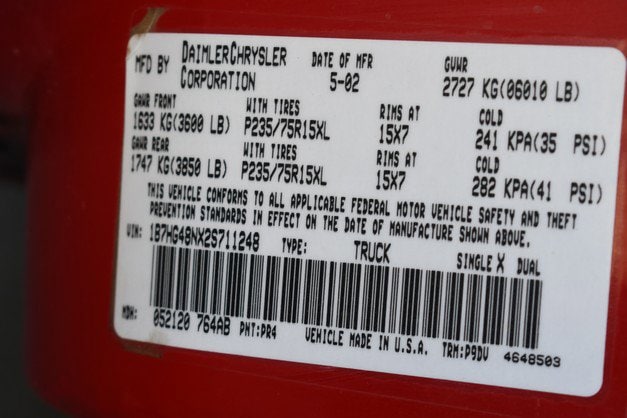 MFD BY DAIMLERCHRYSLER CORPORATION DATE OF MFR 5-02 GVWR 2727 KG(06010 LB)
GAWR FRONT WITH TIRES RIMS AT COLD
1633 KG(3600 LB) P235/75R15XL 15X7 241 KPA(35 PSI)
GAWR REAR WITH TIRES RIMS AT COLD
1747 KG(3850 LB) P235/75R15XL 15X7 282 KPA(41 PSI)
THIS VEHICLE CONFORMS TO ALL APPLICABLE FEDERAL MOTOR VEHICLE SAFETY AND THEFT
PREVENTION STANDARDS IN EFFECT ON THE DATE OF MANUFACTURE SHOWN ABOVE.
VIN: 1B7HG48NX2S711248 TYPE: TRUCK SINGLE X DUAL
MDH: 052120 764AB PNT:PR4 VEHICLE MADE IN U.S.A. TRM:P9DV 4648503